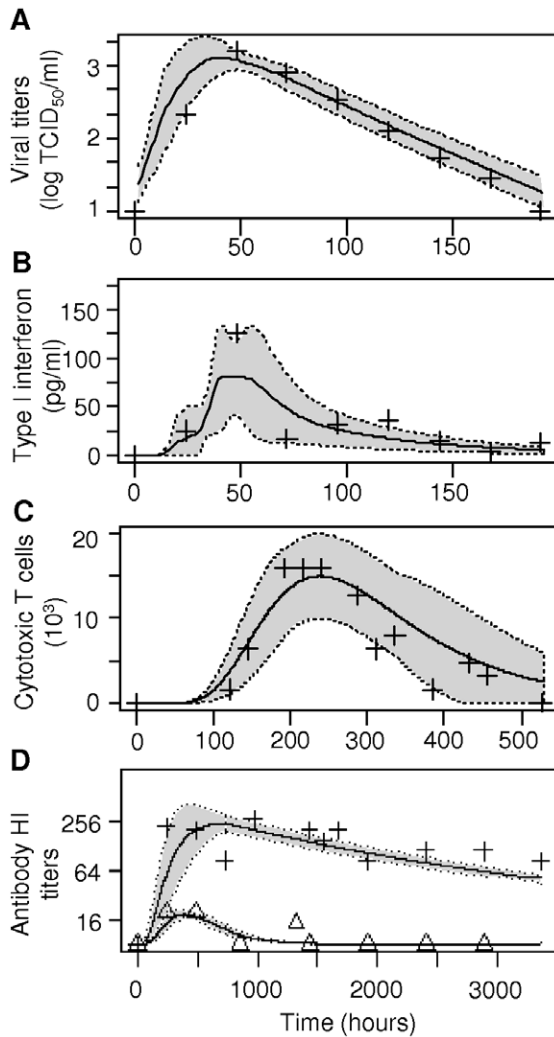 A
Viral titers
(log TCID50/ml)
3
2
1
0 50 100 150
B
Type I interferon
(pg/ml)
150
100
50
0
0 50 100 144
C
Cytotoxic T cells
(10³)
20
10
0
0 100 200 300 400 500
D
Antibody HI
titers
256
64
16
0 1000 2000 3000
Time (hours)